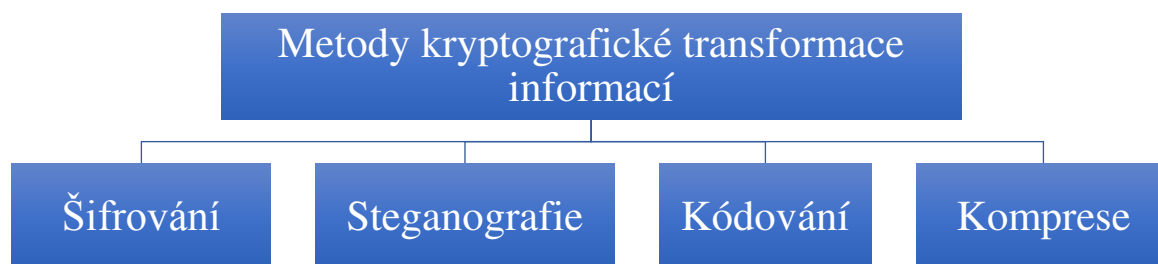 Metody kryptografické transformace
informací
Šifrování
Steganografie
Kódování
Komprese